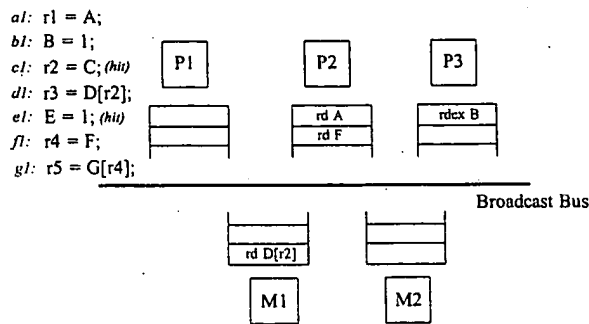 a1: r1 = A;
b1: B = 1;
c1: r2 = C; (hit)
d1: r3 = D[r2];
e1: E = 1; (hit)
f1: r4 = F;
g1: r5 = G[r4];
P1 P2 P3
rd A rdex B
rd F
Broadcast Bus
rd D[r2]
M1 M2